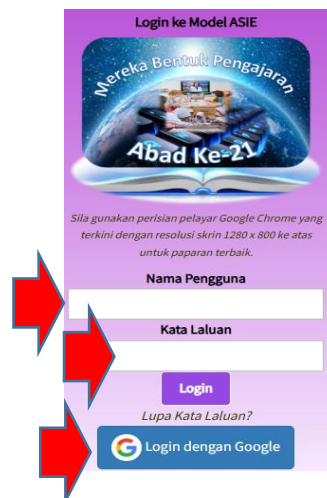 Login ke Model ASIE
Mereka Bentuk Pengajaran
Abad Ke-21
Sila gunakan perisian pelayar Google Chrome yang
terkini dengan resolusi skrin 1280 x 800 ke atas
untuk paparan terbaik.
Nama Pengguna
Kata Laluan
Login
Lupa Kata Laluan?
Login dengan Google